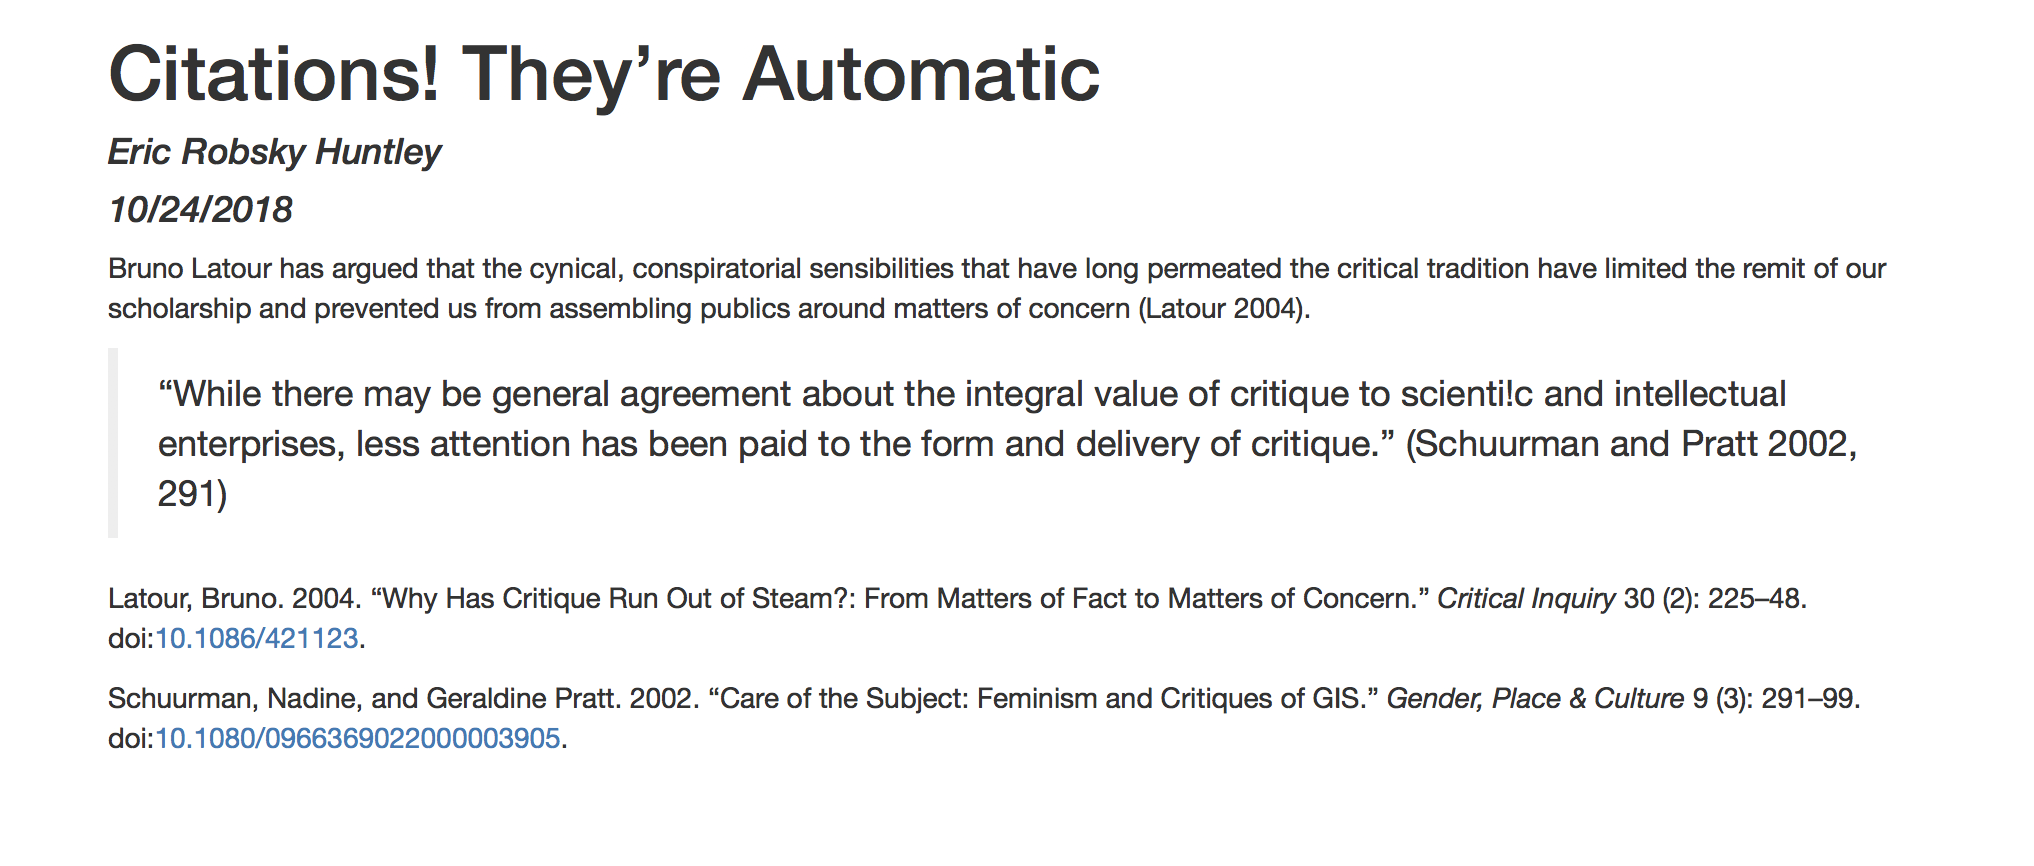 Citations! They’re Automatic
Eric Robsky Huntley
10/24/2018
Bruno Latour has argued that the cynical, conspiratorial sensibilities that have long permeated the critical tradition have limited the remit of our
scholarship and prevented us from assembling publics around matters of concern (Latour 2004).
“While there may be general agreement about the integral value of critique to scienti!c and intellectual
enterprises, less attention has been paid to the form and delivery of critique.” (Schuurman and Pratt 2002,
291)
Latour, Bruno. 2004. “Why Has Critique Run Out of Steam?: From Matters of Fact to Matters of Concern.” Critical Inquiry 30 (2): 225–48.
doi:10.1086/421123.
Schuurman, Nadine, and Geraldine Pratt. 2002. “Care of the Subject: Feminism and Critiques of GIS.” Gender, Place & Culture 9 (3): 291–99.
doi:10.1080/0966369022000003905.